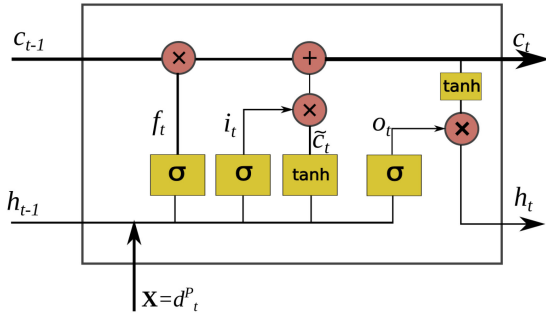 c_{t-1} × + c_t
tanh
f_t i_t × o_t ×
c̃_t
σ σ tanh σ
h_{t-1} h_t
X=d^P_t